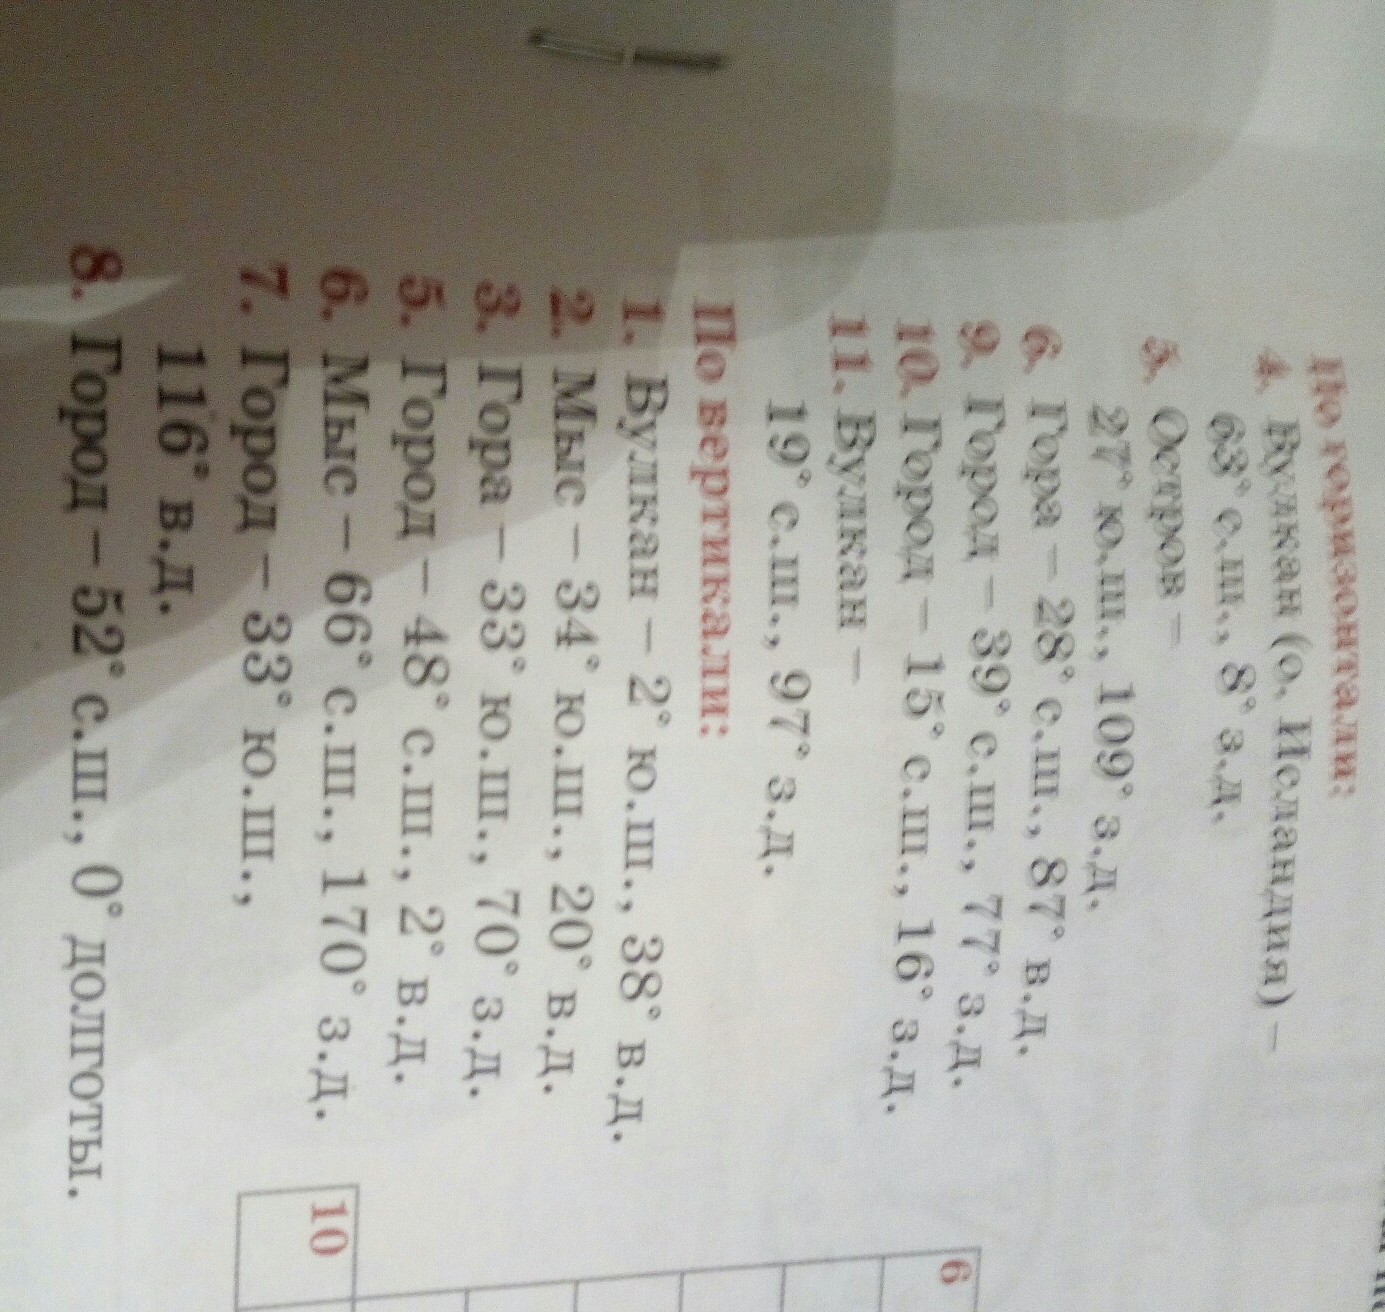 По горизонтали:
4. Вулкан (о. Исландия) –
63° с.ш., 8° з.д.
5. Остров –
27° ю.ш., 109° з.д.
6. Гора – 28° с.ш., 87° в.д.
9. Город – 39° с.ш., 77° з.д.
10. Город – 15° с.ш., 16° з.д.
11. Вулкан –
19° с.ш., 97° з.д.
По вертикали:
1. Вулкан – 2° ю.ш., 38° в.д.
2. Мыс – 34° ю.ш., 20° в.д.
3. Гора – 33° ю.ш., 70° з.д.
5. Город – 48° с.ш., 2° в.д.
6. Мыс – 66° с.ш., 170° з.д.
7. Город – 33° ю.ш.,
116° в.д.
8. Город – 52° с.ш., 0° долготы.
6
10